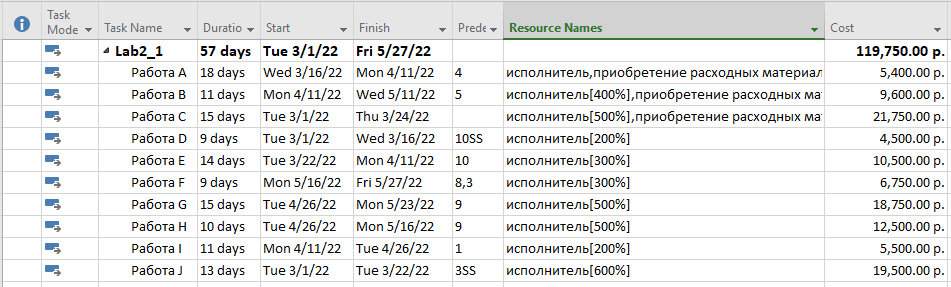 Task Mode Task Name Duratio Start Finish Prede Resource Names Cost
Lab2_1 57 days Tue 3/1/22 Fri 5/27/22 119,750.00 р.
Работа A 18 days Wed 3/16/22 Mon 4/11/22 4 исполнитель,приобретение расходных материал 5,400.00 р.
Работа B 11 days Mon 4/11/22 Wed 5/11/22 5 исполнитель[400%],приобретение расходных ма 9,600.00 р.
Работа C 15 days Tue 3/1/22 Thu 3/24/22 исполнитель[500%],приобретение расходных ма 21,750.00 р.
Работа D 9 days Tue 3/1/22 Wed 3/16/22 10SS исполнитель[200%] 4,500.00 р.
Работа E 14 days Tue 3/22/22 Mon 4/11/22 10 исполнитель[300%] 10,500.00 р.
Работа F 9 days Mon 5/16/22 Fri 5/27/22 8,3 исполнитель[300%] 6,750.00 р.
Работа G 15 days Tue 4/26/22 Mon 5/23/22 9 исполнитель[500%] 18,750.00 р.
Работа H 10 days Tue 4/26/22 Mon 5/16/22 9 исполнитель[500%] 12,500.00 р.
Работа I 11 days Mon 4/11/22 Tue 4/26/22 1 исполнитель[200%] 5,500.00 р.
Работа J 13 days Tue 3/1/22 Tue 3/22/22 3SS исполнитель[600%] 19,500.00 р.